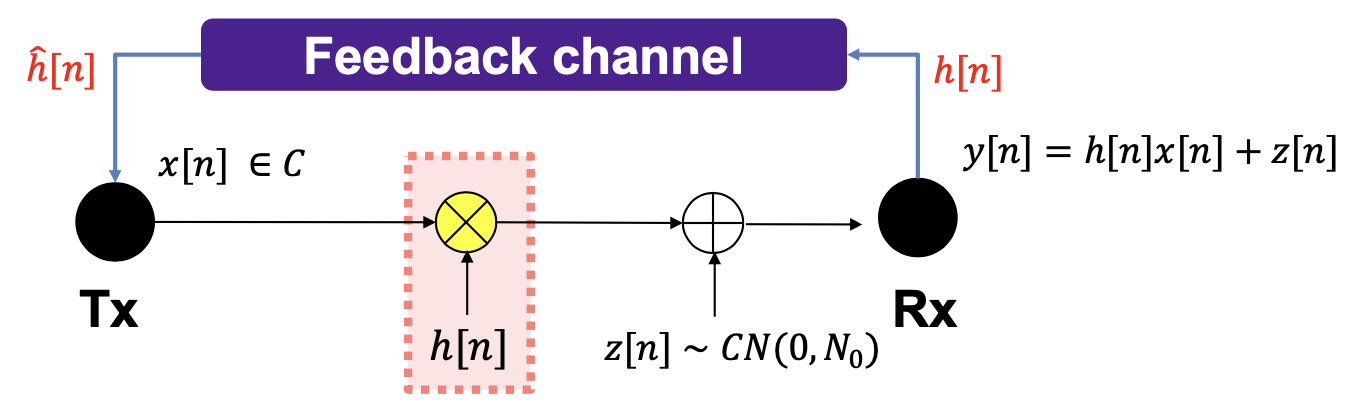 Feedback channel
ĥ[n]
h[n]
x[n] ∈ C
y[n] = h[n]x[n] + z[n]
Tx
Rx
h[n]
z[n] ~ CN(0, N₀)